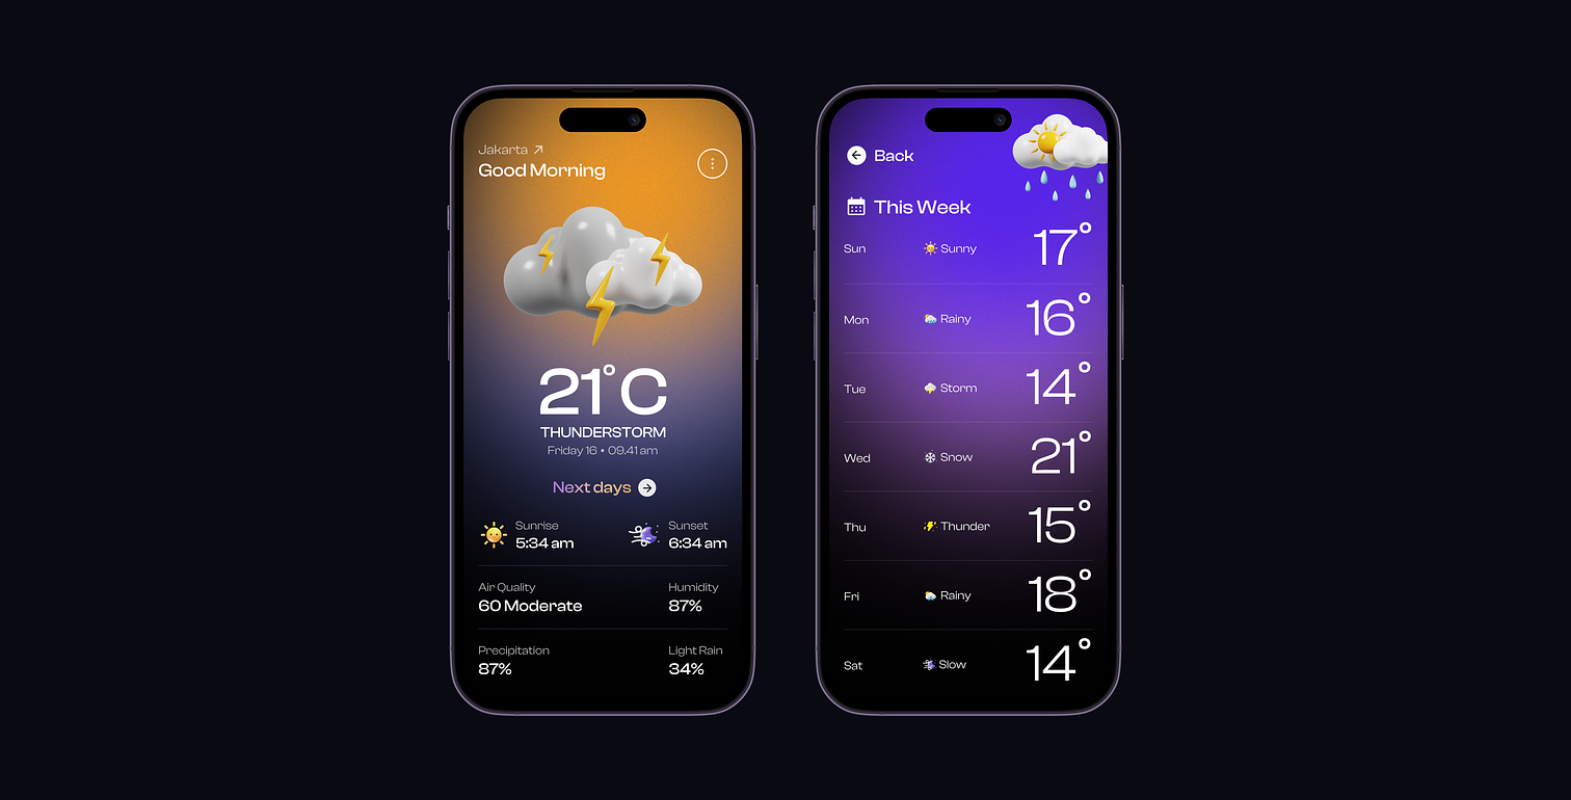 Jakarta
Good Morning
21°C
THUNDERSTORM
Friday 16 • 09.41 am
Next days
Sunrise
5:34 am
Sunset
6:34 am
Air Quality
60 Moderate
Humidity
87%
Precipitation
87%
Light Rain
34%
Back
This Week
Sun Sunny 17°
Mon Rainy 16°
Tue Storm 14°
Wed Snow 21°
Thu Thunder 15°
Fri Rainy 18°
Sat Slow 14°